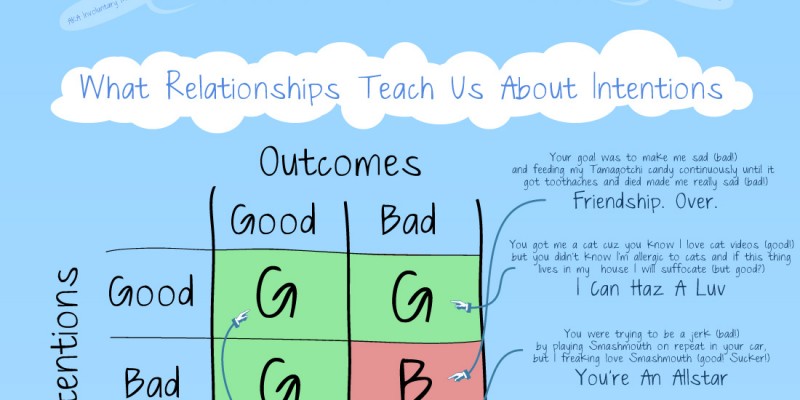 AKA Involuntary
What Relationships Teach Us About Intentions
Outcomes
Good Bad
Good G G
Bad G B
Your goal was to make me sad (bad!)
and feeding my Tamagotchi candy continuously until it
got toothaches and died made me really sad (bad!)
Friendship. Over.
You got me a cat cuz you know I love cat videos (good!)
but you didn't know I'm allergic to cats and if this thing
lives in my house I will suffocate (but good?)
I Can Haz A Luv
You were trying to be a jerk (bad!)
by playing Smashmouth on repeat in your car,
but I freaking love Smashmouth (good! Sucker!)
You're An Allstar